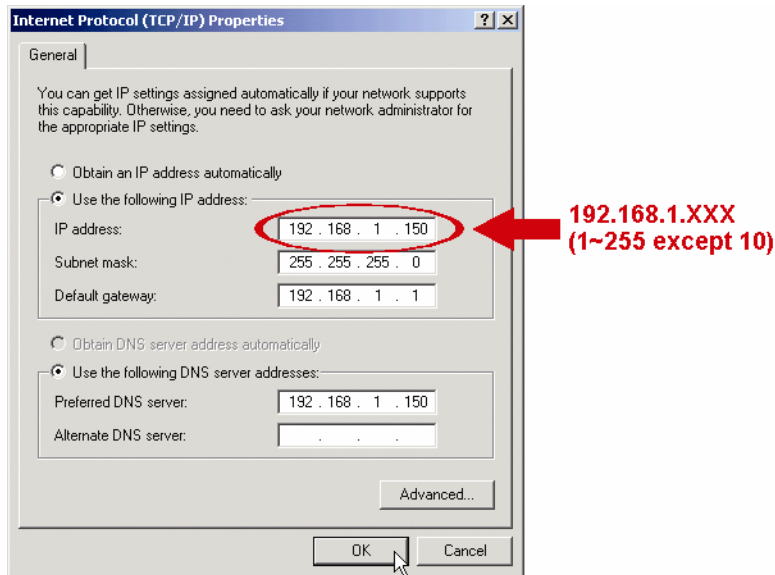 Internet Protocol (TCP/IP) Properties
General
You can get IP settings assigned automatically if your network supports
this capability. Otherwise, you need to ask your network administrator for
the appropriate IP settings.
Obtain an IP address automatically
Use the following IP address:
IP address: 192 . 168 . 1 . 150
Subnet mask: 255 . 255 . 255 . 0
Default gateway: 192 . 168 . 1 . 1
192.168.1.XXX
(1~255 except 10)
Obtain DNS server address automatically
Use the following DNS server addresses:
Preferred DNS server: 192 . 168 . 1 . 150
Alternate DNS server: . . .
Advanced...
OK Cancel